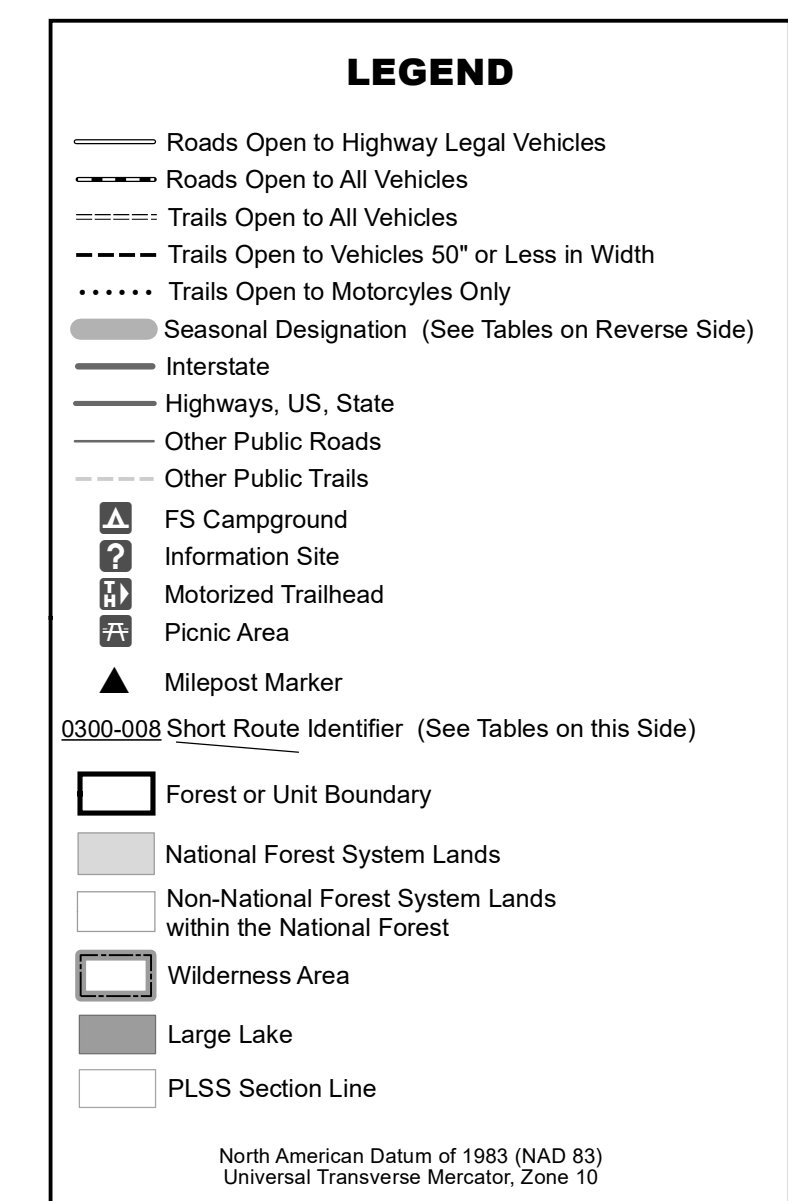 LEGEND
Roads Open to Highway Legal Vehicles
Roads Open to All Vehicles
Trails Open to All Vehicles
Trails Open to Vehicles 50" or Less in Width
Trails Open to Motorcyles Only
Seasonal Designation (See Tables on Reverse Side)
Interstate
Highways, US, State
Other Public Roads
Other Public Trails
FS Campground
? Information Site
TH Motorized Trailhead
Picnic Area
Milepost Marker
0300-008 Short Route Identifier (See Tables on this Side)
Forest or Unit Boundary
National Forest System Lands
Non-National Forest System Lands
within the National Forest
Wilderness Area
Large Lake
PLSS Section Line
North American Datum of 1983 (NAD 83)
Universal Transverse Mercator, Zone 10